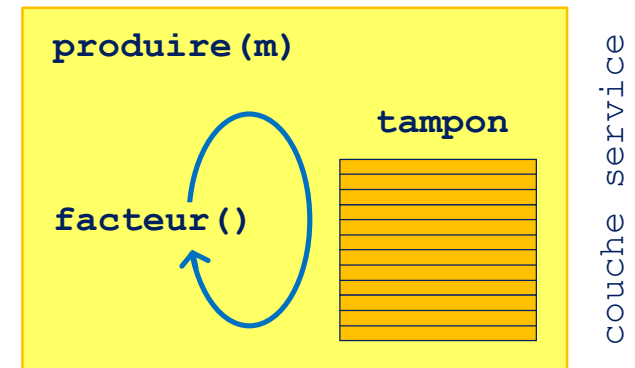 produire(m)
tampon
facteur()
couche service